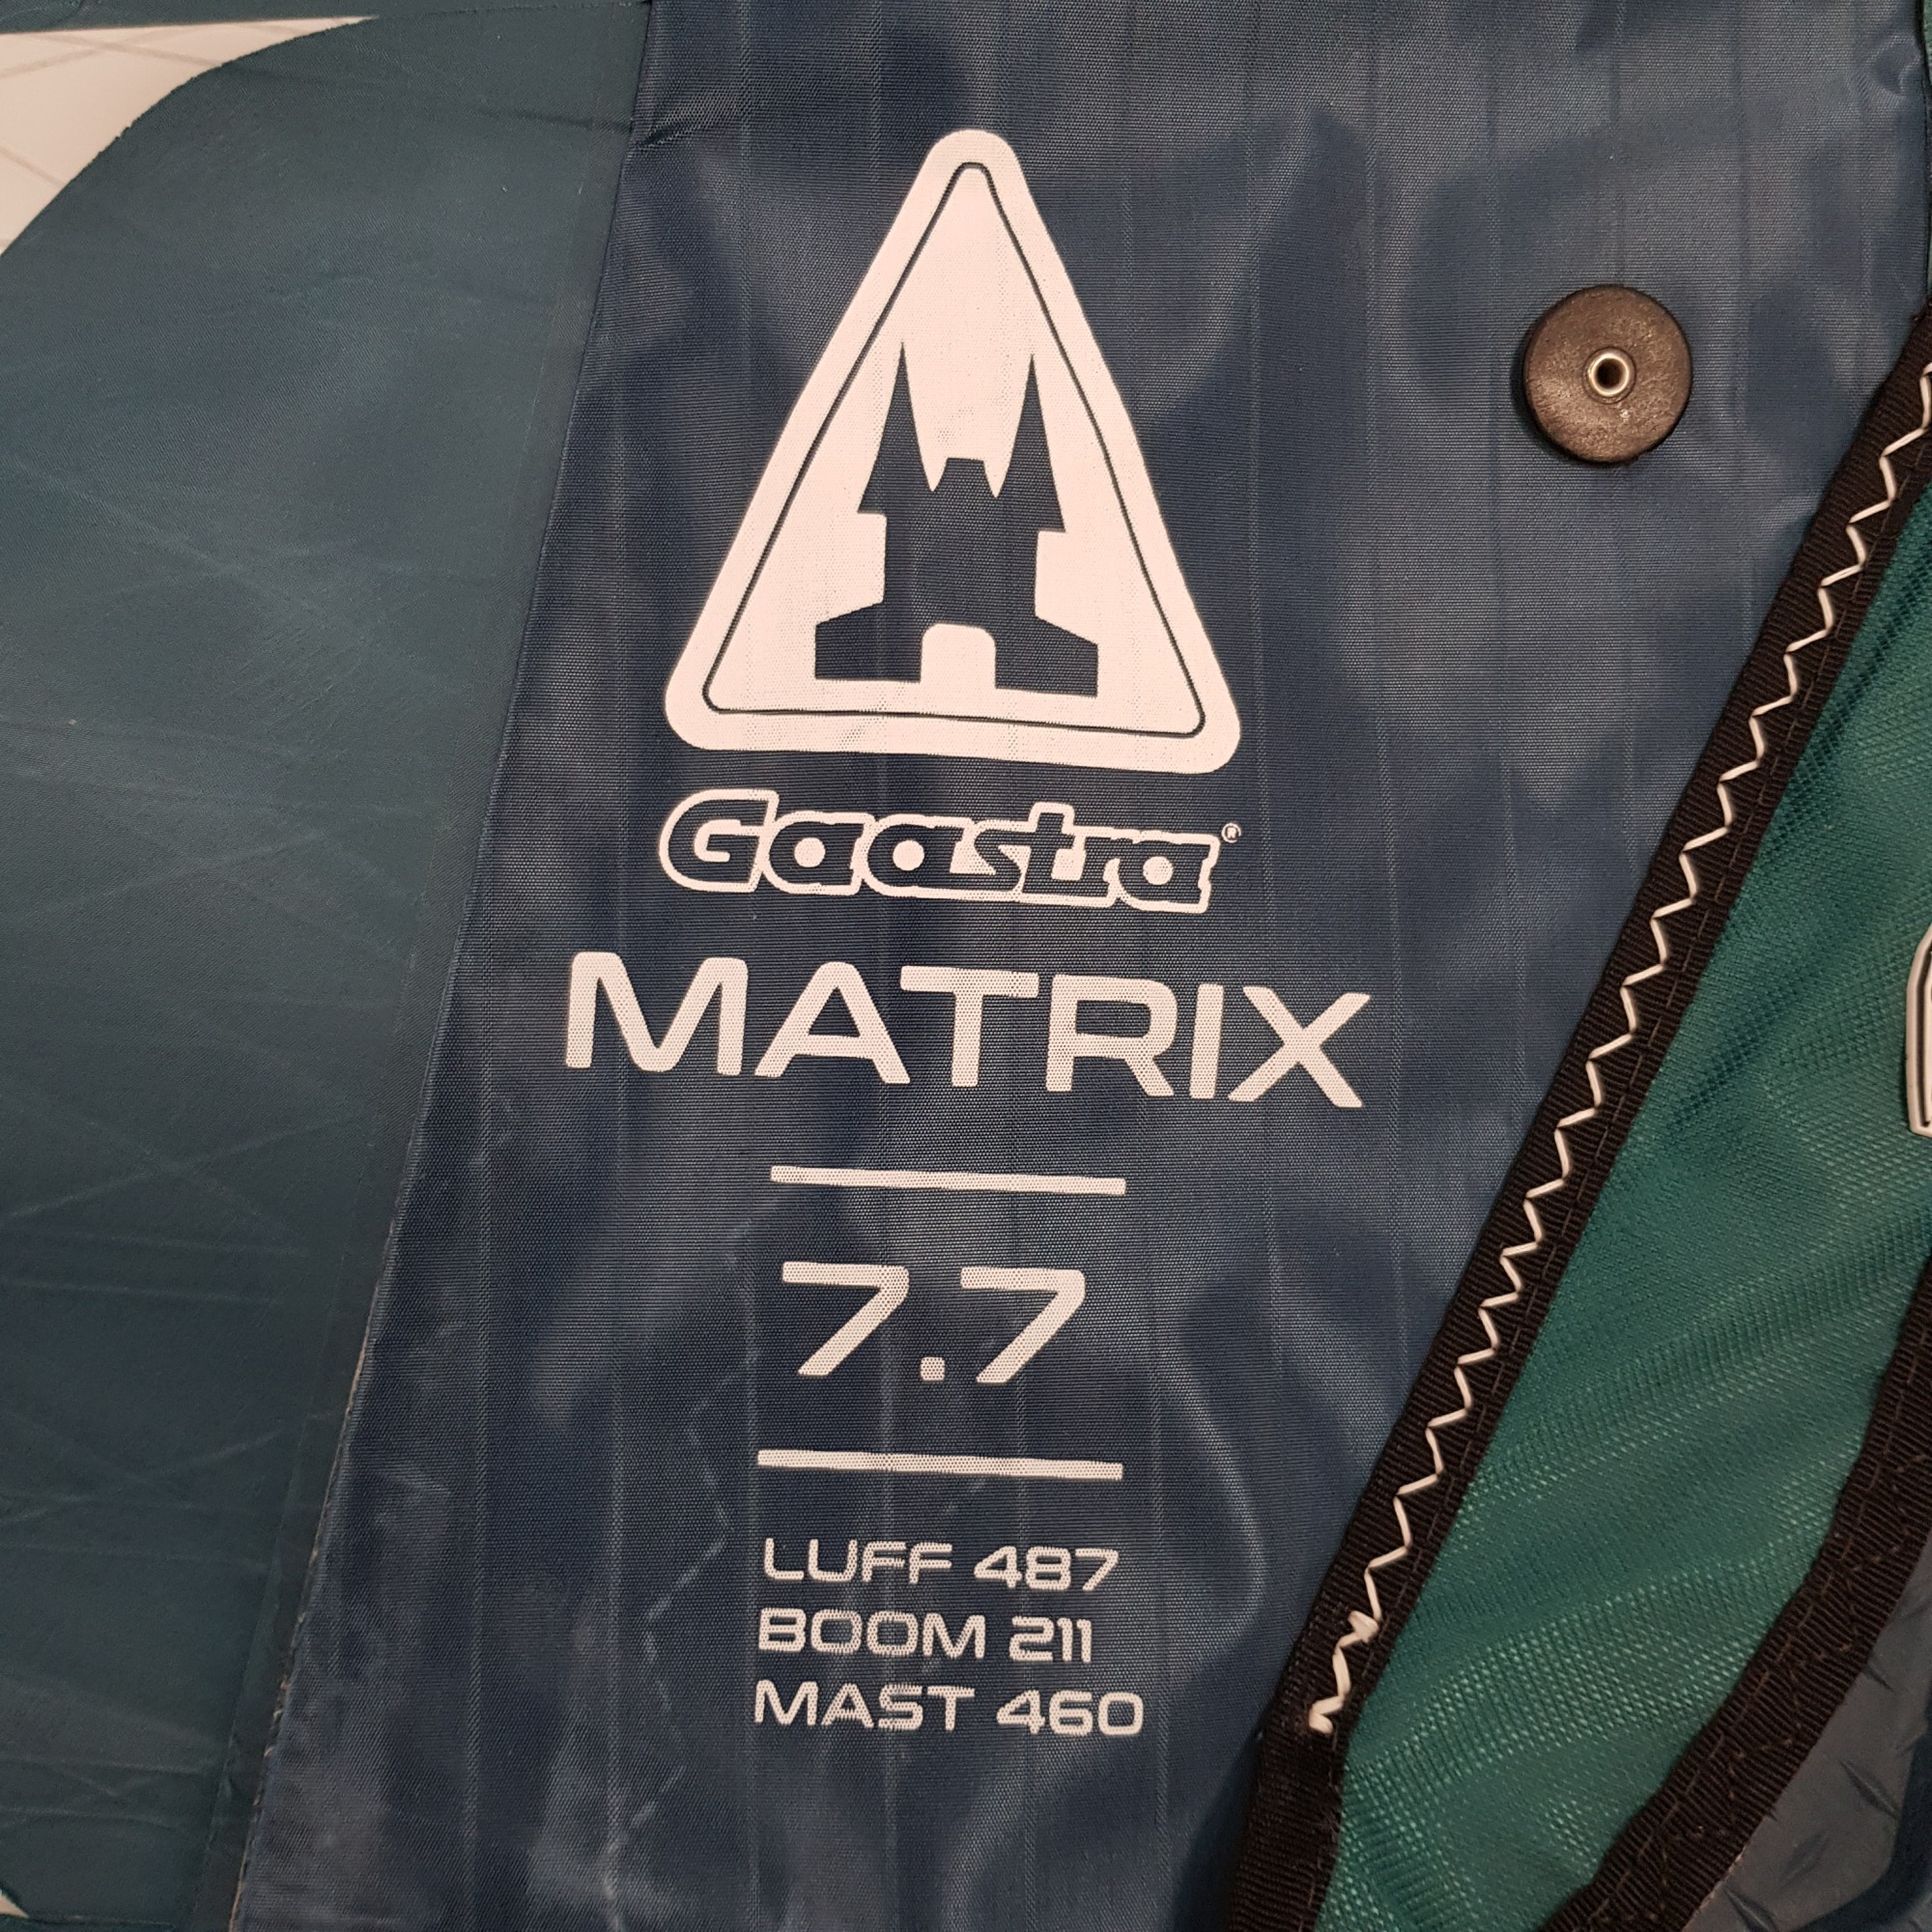 Gaastra®
MATRIX
7.7
LUFF 487
BOOM 211
MAST 460